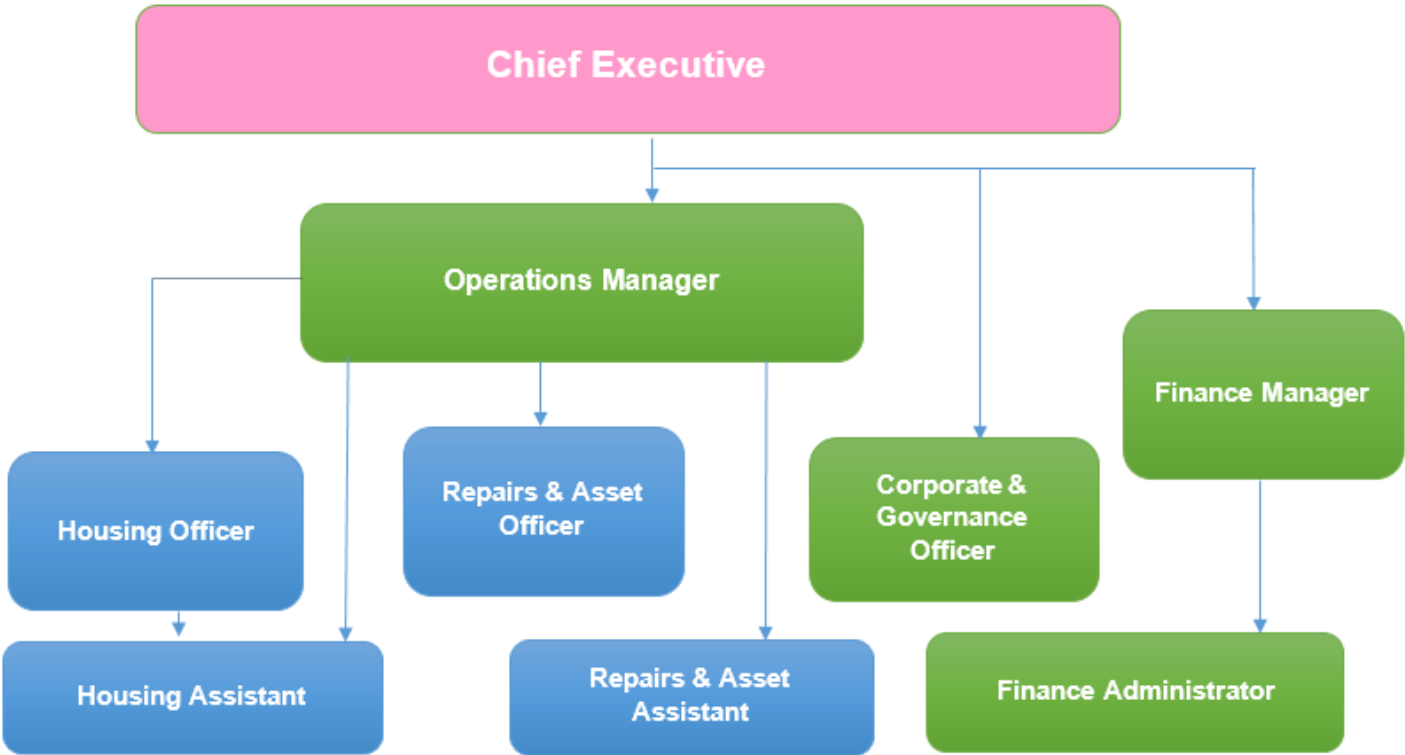 Chief Executive
Operations Manager
Finance Manager
Housing Officer
Repairs & Asset
Officer
Corporate &
Governance
Officer
Housing Assistant
Repairs & Asset
Assistant
Finance Administrator